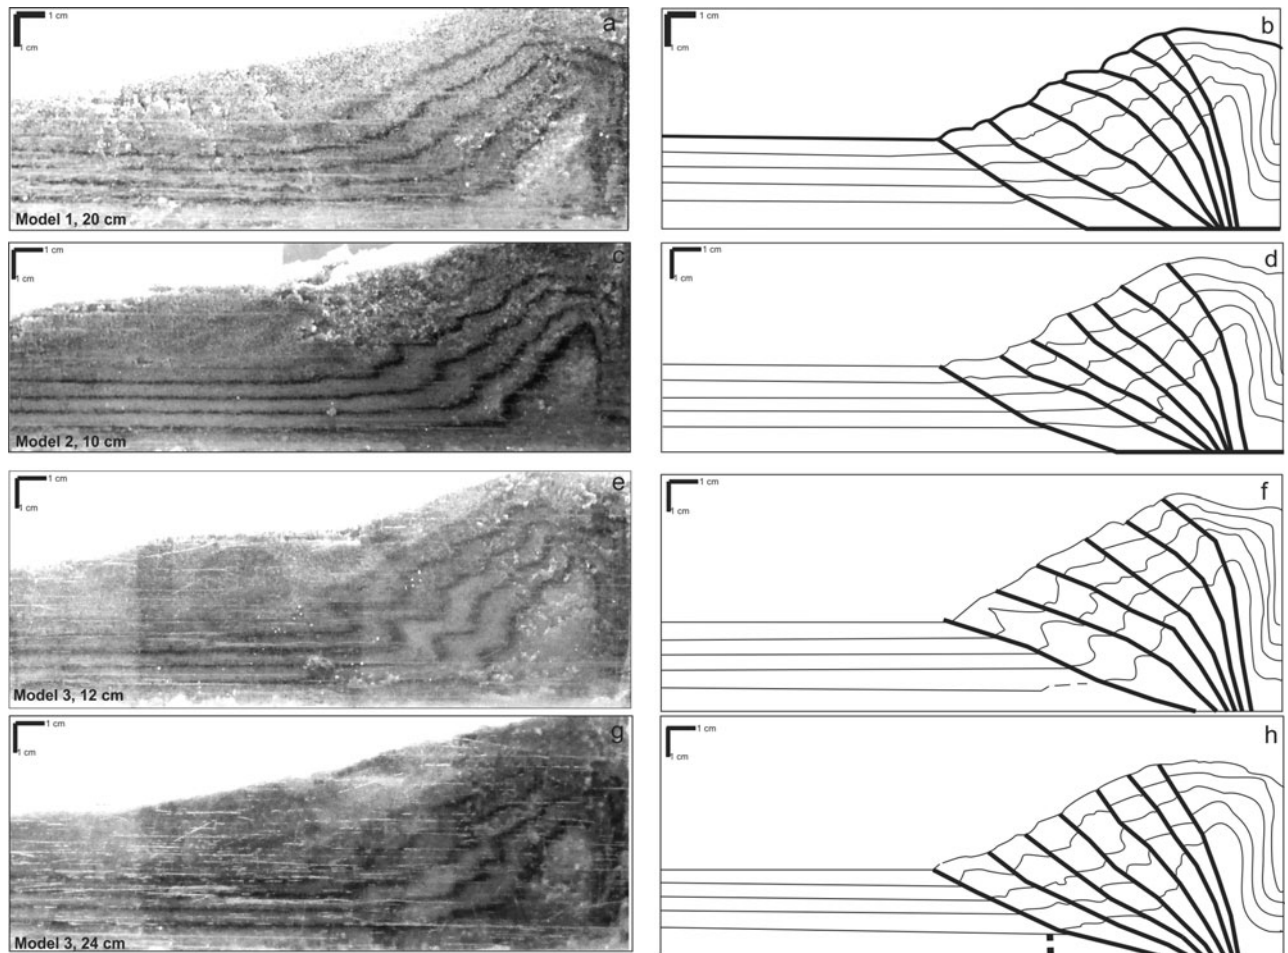 1 cm
a
1 cm
Model 1, 20 cm
1 cm
b
1 cm
1 cm
c
1 cm
Model 2, 10 cm
1 cm
d
1 cm
1 cm
e
1 cm
Model 3, 12 cm
1 cm
f
1 cm
1 cm
g
1 cm
Model 3, 24 cm
1 cm
h
1 cm